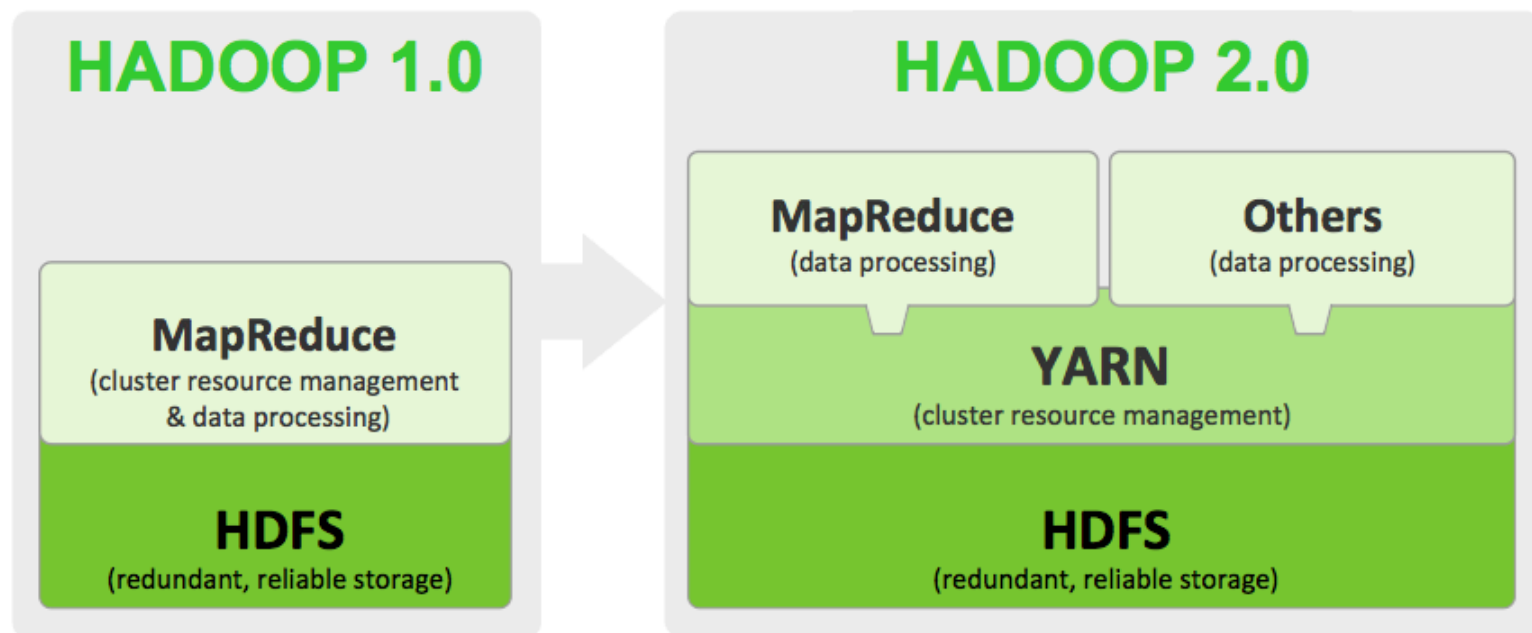 HADOOP 1.0
MapReduce
(cluster resource management
& data processing)
HDFS
(redundant, reliable storage)
HADOOP 2.0
MapReduce
(data processing)
Others
(data processing)
YARN
(cluster resource management)
HDFS
(redundant, reliable storage)